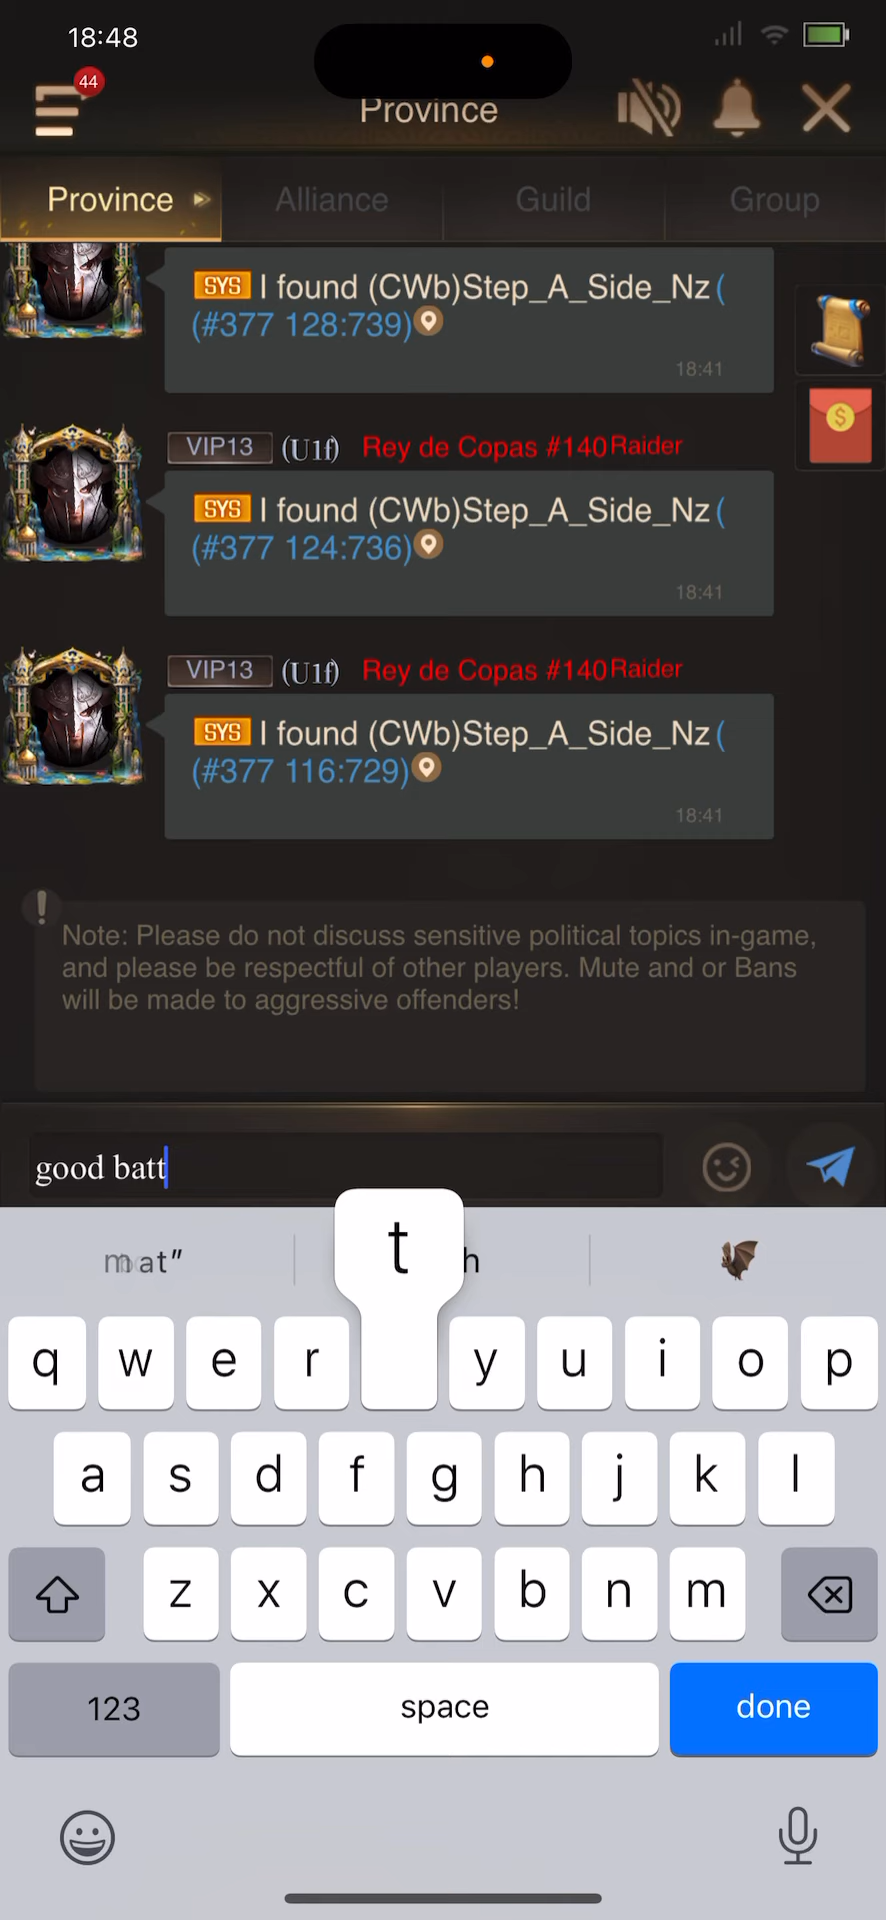 18:48
44
Province
Province
Alliance
Guild
Group
SYS I found (CWb)Step_A_Side_Nz(
(#377 128:739)
18:41
VIP13 (U1f) Rey de Copas #140Raider
SYS I found (CWb)Step_A_Side_Nz(
(#377 124:736)
18:41
VIP13 (U1f) Rey de Copas #140Raider
SYS I found (CWb)Step_A_Side_Nz(
(#377 116:729)
18:41
Note: Please do not discuss sensitive political topics in-game,
and please be respectful of other players. Mute and or Bans
will be made to aggressive offenders!
good batt
t
q w e r y u i o p
a s d f g h j k l
z x c v b n m
123 space done